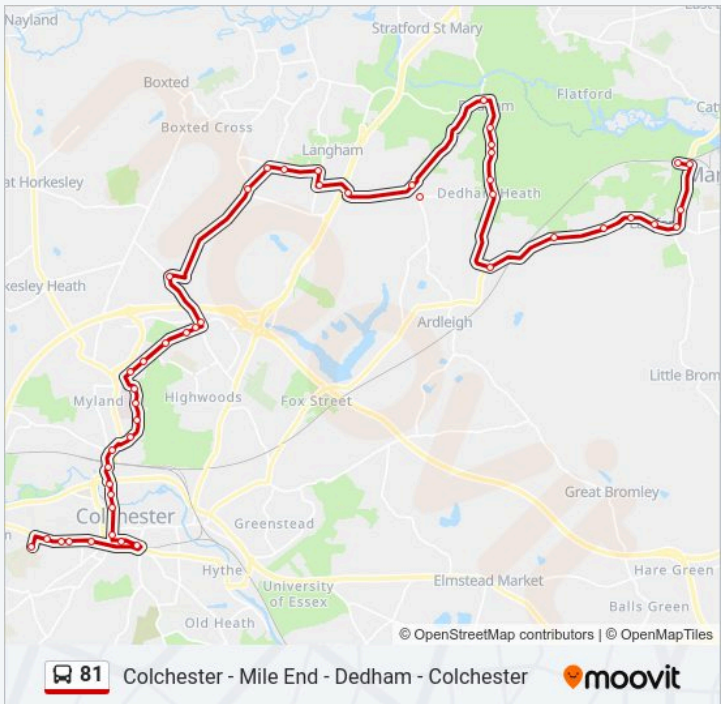 Nayland
Stratford St Mary
Boxted
Flatford
Boxted Cross
Langham
at Horkesley
Dedham Heath
Man
kesley Heath
Ardleigh
Little Brom
Myland
Highwoods
Fox Street
Great Bromley
Colchester
Greenstead
Hythe
University
of Essex
Elmstead Market
Hare Green
Old Heath
Balls Green
© OpenStreetMap contributors | © OpenMapTiles
81 Colchester - Mile End - Dedham - Colchester moovit